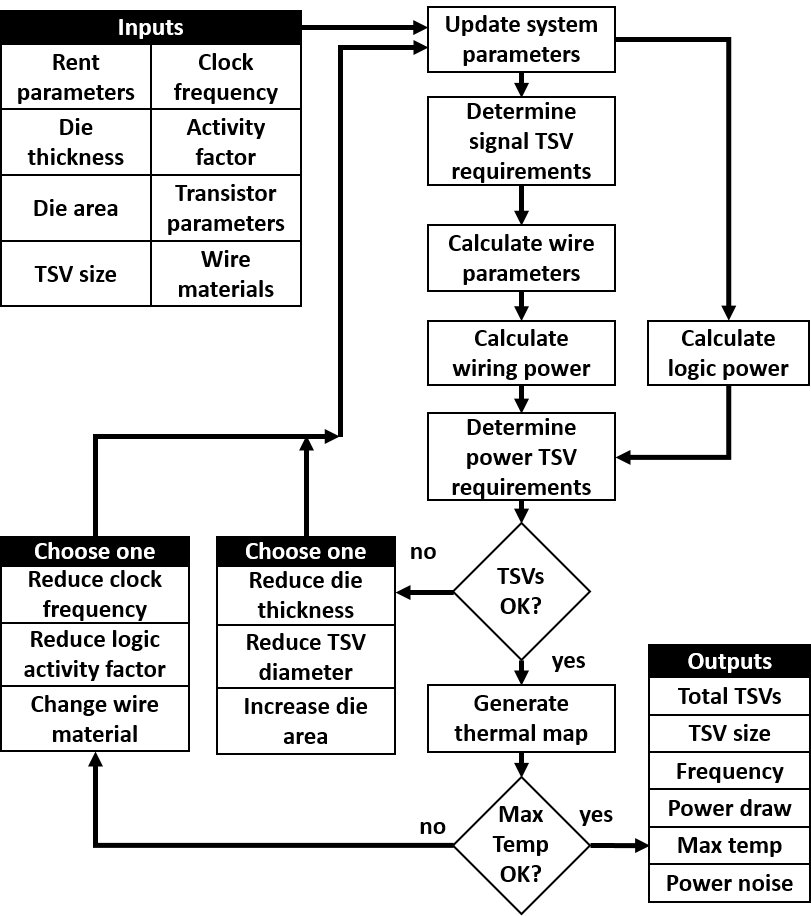 Inputs
Rent
parameters
Clock
frequency
Die
thickness
Activity
factor
Die area
Transistor
parameters
TSV size
Wire
materials
Update system
parameters
Determine
signal TSV
requirements
Calculate wire
parameters
Calculate
wiring power
Calculate
logic power
Determine
power TSV
requirements
TSVs
OK?
no
yes
Choose one
Reduce die
thickness
Reduce TSV
diameter
Increase die
area
Choose one
Reduce clock
frequency
Reduce logic
activity factor
Change wire
material
Generate
thermal map
Max
Temp
OK?
no
yes
Outputs
Total TSVs
TSV size
Frequency
Power draw
Max temp
Power noise